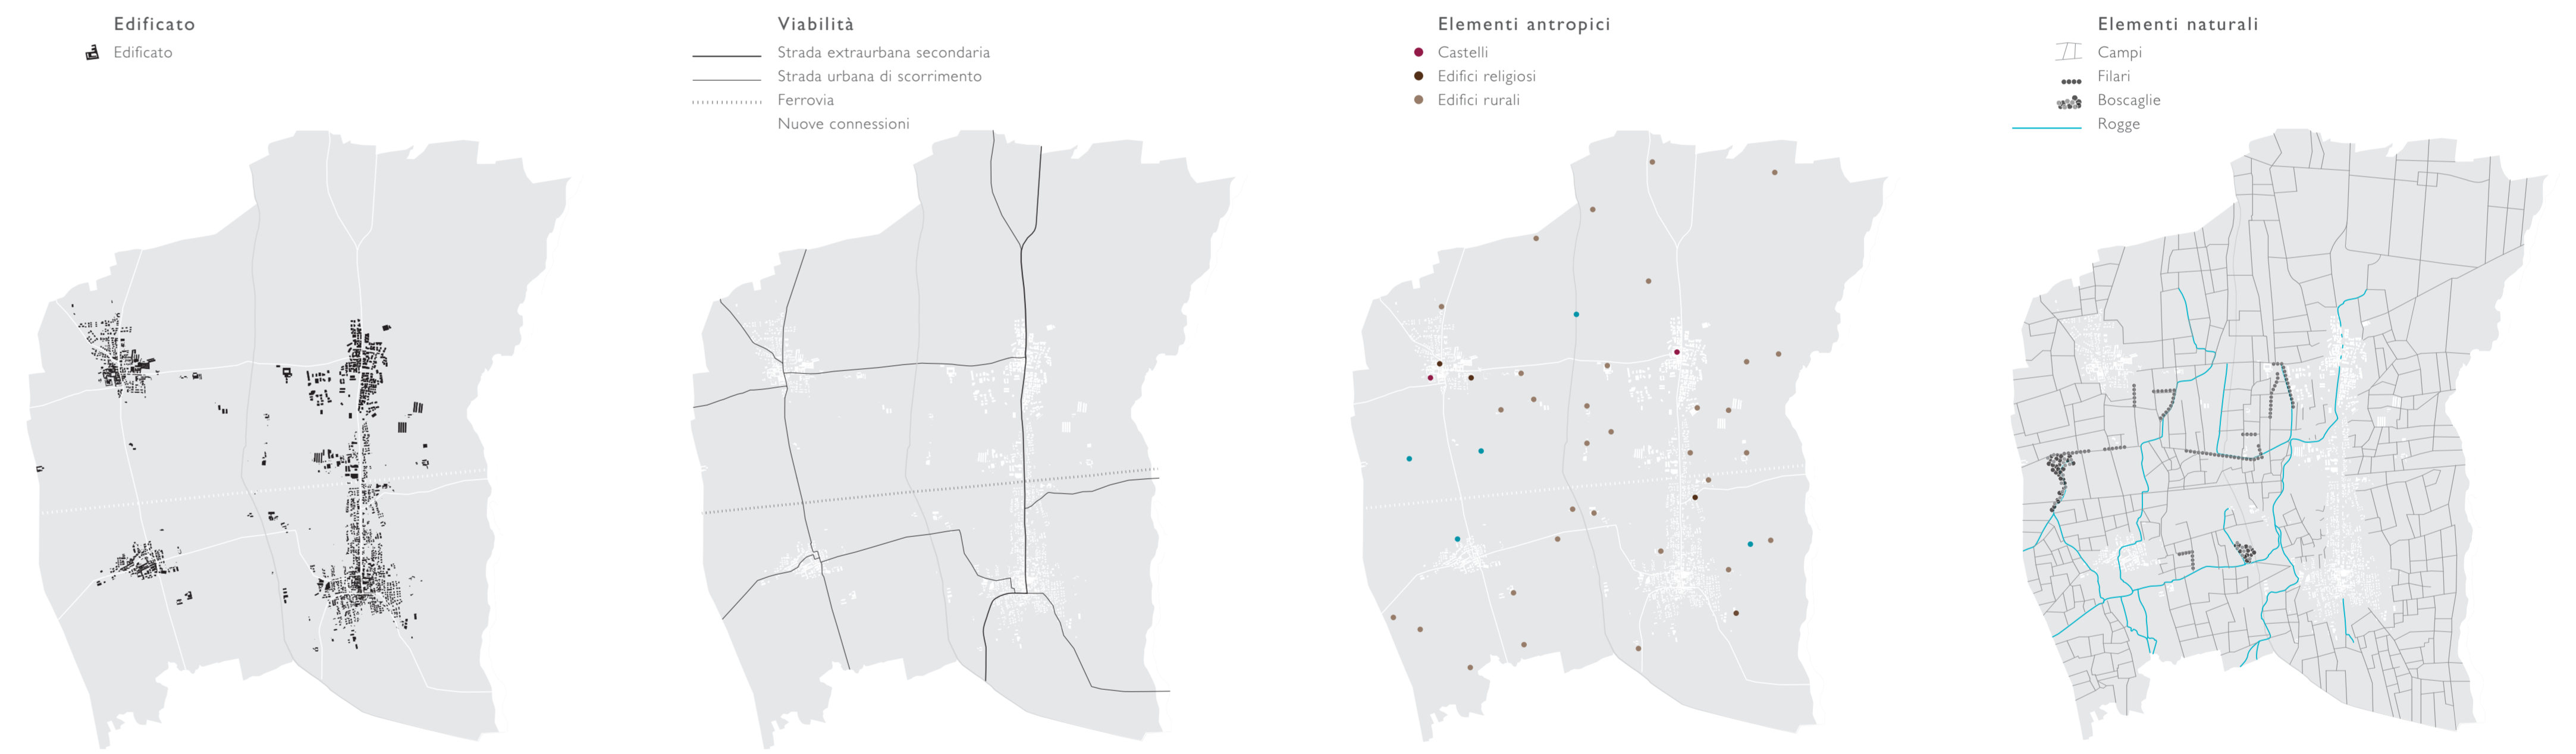 Edificato
Edificato
Viabilità
Strada extraurbana secondaria
Strada urbana di scorrimento
Ferrovia
Nuove connessioni
Elementi antropici
Castelli
Edifici religiosi
Edifici rurali
Elementi naturali
Campi
Filari
Boscaglie
Rogge